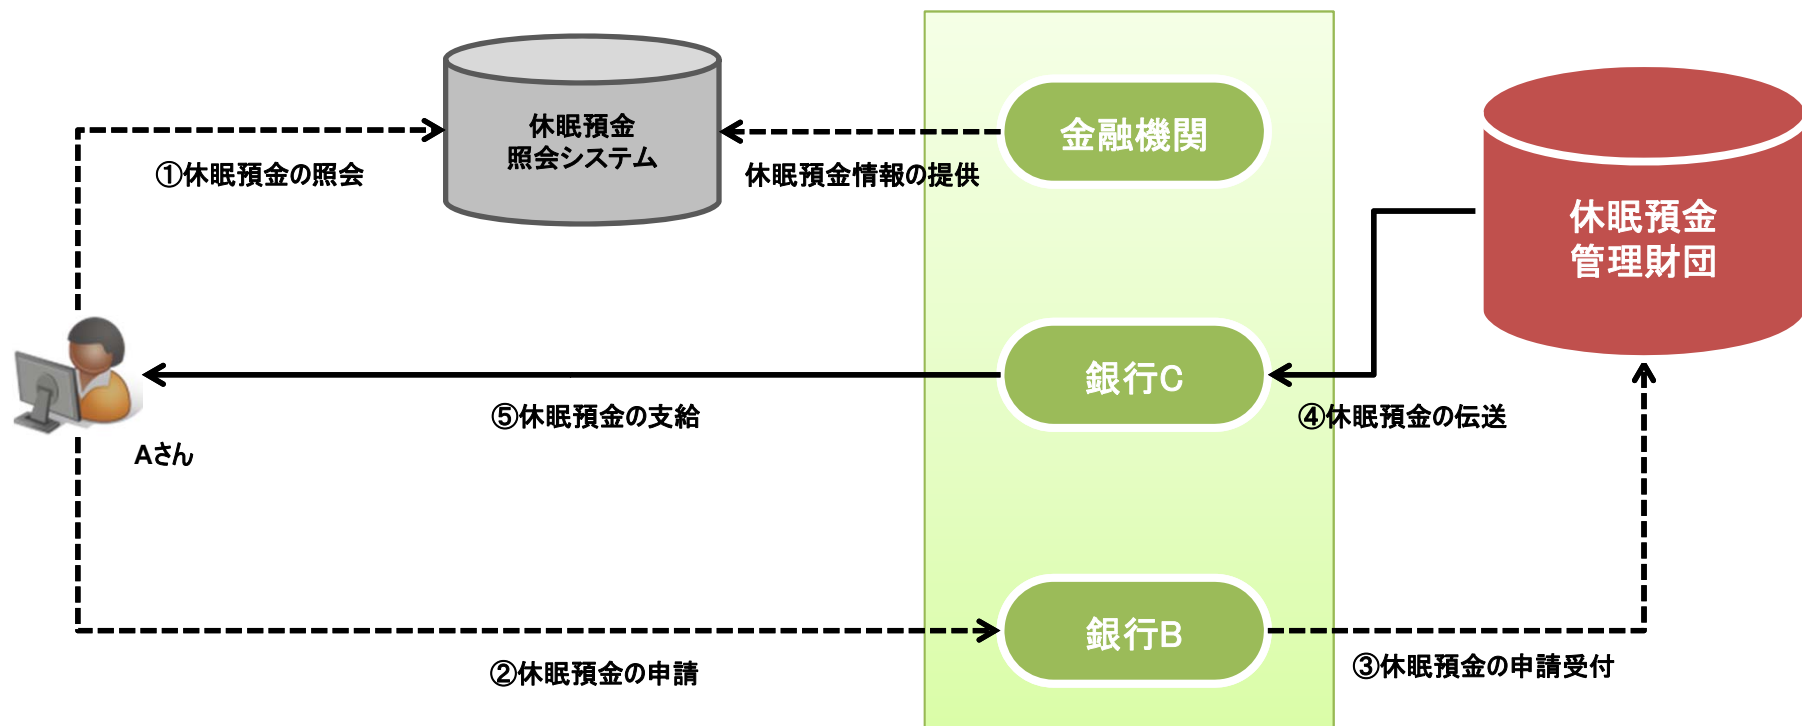 休眠預金
照会システム
金融機関
①休眠預金の照会
休眠預金情報の提供
休眠預金
管理財団
銀行C
⑤休眠預金の支給
④休眠預金の伝送
Aさん
銀行B
②休眠預金の申請
③休眠預金の申請受付